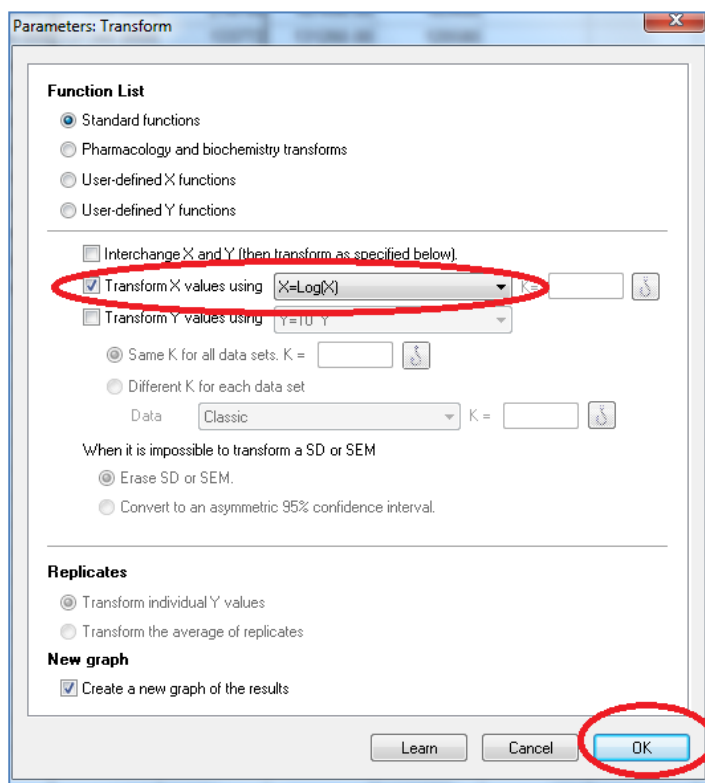 Parameters: Transform
X
Function List
Standard functions
Pharmacology and biochemistry transforms
User-defined X functions
User-defined Y functions
Interchange X and Y (then transform as specified below).
Transform X values using X=Log(X) K=
Transform Y values using Y=10^Y
Same K for all data sets. K =
Different K for each data set
Data Classic K =
When it is impossible to transform a SD or SEM
Erase SD or SEM.
Convert to an asymmetric 95% confidence interval.
Replicates
Transform individual Y values
Transform the average of replicates
New graph
Create a new graph of the results
Learn Cancel OK